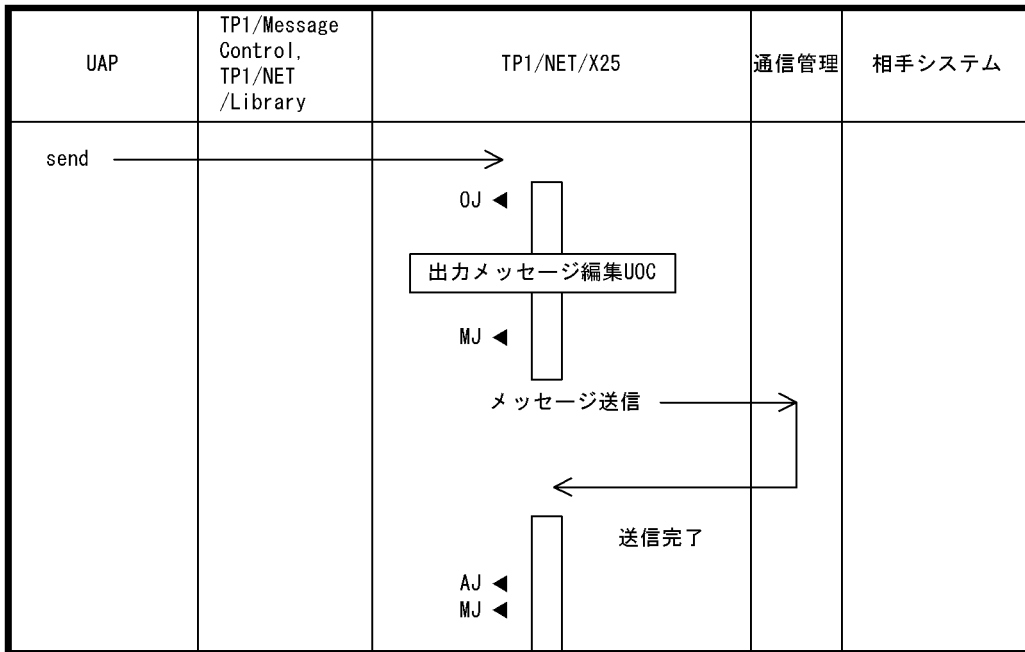 UAP
TP1/Message
Control,
TP1/NET
/Library
TP1/NET/X25
通信管理
相手システム
send
OJ
出力メッセージ編集UOC
MJ
メッセージ送信
送信完了
AJ
MJ